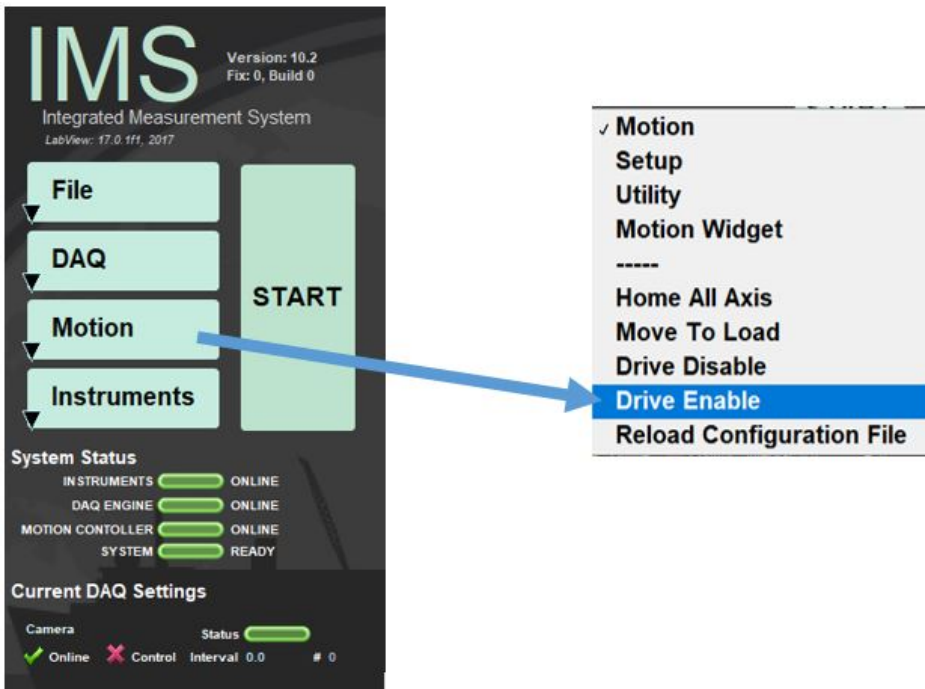 IMS
Version: 10.2
Fix: 0, Build 0
Integrated Measurement System
LabView: 17.0.1f1, 2017
File
DAQ
Motion
Instruments
START
System Status
INSTRUMENTS ONLINE
DAQ ENGINE ONLINE
MOTION CONTOLLER ONLINE
SYSTEM READY
Current DAQ Settings
Camera Status
Online Control Interval 0.0 # 0
✓ Motion
Setup
Utility
Motion Widget
-----
Home All Axis
Move To Load
Drive Disable
Drive Enable
Reload Configuration File